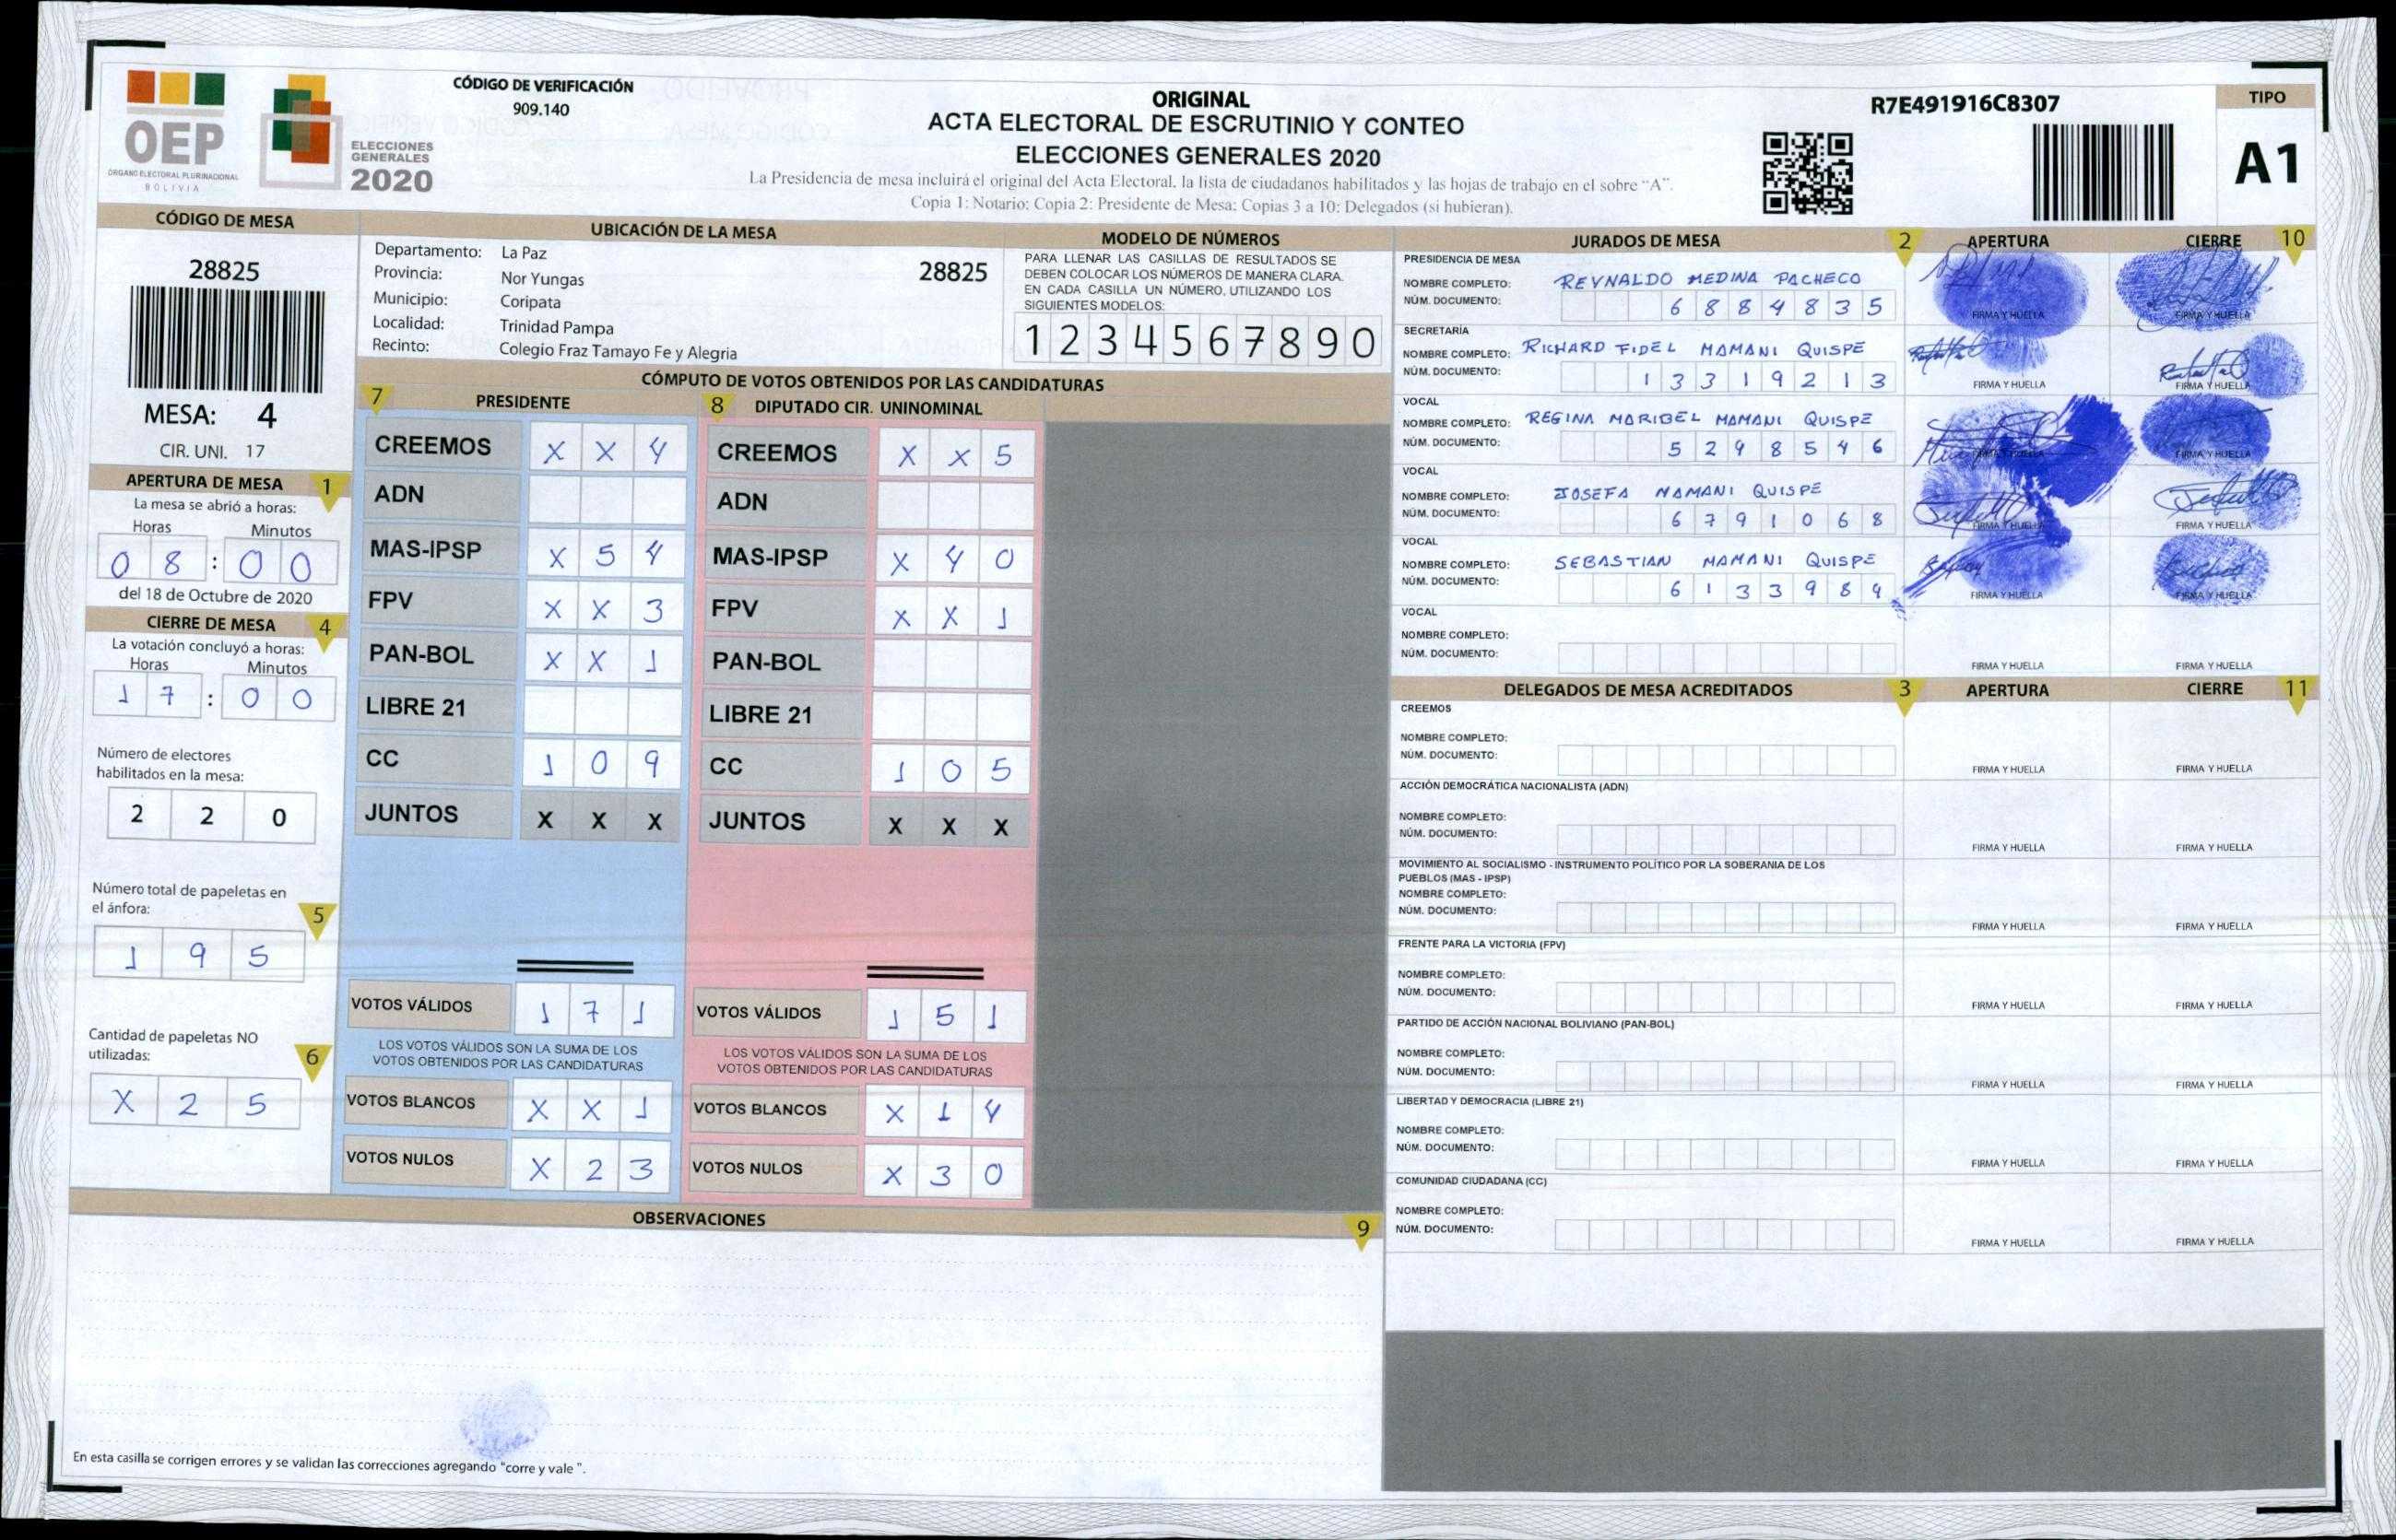 CÓDIGO DE VERIFICACIÓN
909.140
OEP
ÓRGANO ELECTORAL PLURINACIONAL
BOLIVIA
ELECCIONES
GENERALES
2020
ORIGINAL
ACTA ELECTORAL DE ESCRUTINIO Y CONTEO
ELECCIONES GENERALES 2020
La Presidencia de mesa incluirá el original del Acta Electoral, la lista de ciudadanos habilitados y las hojas de trabajo en el sobre "A".
Copia 1: Notario; Copia 2: Presidente de Mesa; Copias 3 a 10: Delegados (si hubieran).
R7E491916C8307
TIPO
A1
CÓDIGO DE MESA
28825
MESA: 4
CIR. UNI. 17
UBICACIÓN DE LA MESA
Departamento: La Paz
Provincia: Nor Yungas
28825
Municipio: Coripata
Localidad: Trinidad Pampa
Recinto: Colegio Fraz Tamayo Fe y Alegria
MODELO DE NÚMEROS
PARA LLENAR LAS CASILLAS DE RESULTADOS SE
DEBEN COLOCAR LOS NÚMEROS DE MANERA CLARA.
EN CADA CASILLA UN NÚMERO, UTILIZANDO LOS
SIGUIENTES MODELOS:
1 2 3 4 5 6 7 8 9 0
APERTURA DE MESA 1
La mesa se abrió a horas:
Horas Minutos
0 8 : 0 0
del 18 de Octubre de 2020
CIERRE DE MESA 4
La votación concluyó a horas:
Horas Minutos
1 7 : 0 0
Número de electores
habilitados en la mesa:
2 2 0
Número total de papeletas en
el ánfora:
5
1 9 5
Cantidad de papeletas NO
utilizadas:
6
X 2 5
CÓMPUTO DE VOTOS OBTENIDOS POR LAS CANDIDATURAS
7 PRESIDENTE
CREEMOS X X 4
ADN
MAS-IPSP X 5 4
FPV X X 3
PAN-BOL X X 1
LIBRE 21
CC 1 0 9
JUNTOS X X X
VOTOS VÁLIDOS 1 7 1
LOS VOTOS VÁLIDOS SON LA SUMA DE LOS
VOTOS OBTENIDOS POR LAS CANDIDATURAS
VOTOS BLANCOS X X 1
VOTOS NULOS X 2 3
8 DIPUTADO CIR. UNINOMINAL
CREEMOS X X 5
ADN
MAS-IPSP X 4 0
FPV X X 1
PAN-BOL
LIBRE 21
CC 1 0 5
JUNTOS X X X
VOTOS VÁLIDOS 1 5 1
LOS VOTOS VÁLIDOS SON LA SUMA DE LOS
VOTOS OBTENIDOS POR LAS CANDIDATURAS
VOTOS BLANCOS X 1 4
VOTOS NULOS X 3 0
OBSERVACIONES 9
En esta casilla se corrigen errores y se validan las correcciones agregando "corre y vale ".
JURADOS DE MESA 2 APERTURA CIERRE 10
PRESIDENCIA DE MESA
NOMBRE COMPLETO: REYNALDO MEDINA PACHECO
NÚM. DOCUMENTO: 6 8 8 4 8 3 5
FIRMA Y HUELLA FIRMA Y HUELLA
SECRETARÍA
NOMBRE COMPLETO: RICHARD FIDEL MAMANI QUISPE
NÚM. DOCUMENTO: 1 3 3 1 9 2 1 3
FIRMA Y HUELLA FIRMA Y HUELLA
VOCAL
NOMBRE COMPLETO: REGINA MARIBEL MAMANI QUISPE
NÚM. DOCUMENTO: 5 2 9 8 5 4 6
FIRMA Y HUELLA FIRMA Y HUELLA
VOCAL
NOMBRE COMPLETO: JOSEFA MAMANI QUISPE
NÚM. DOCUMENTO: 6 7 9 1 0 6 8
FIRMA Y HUELLA FIRMA Y HUELLA
VOCAL
NOMBRE COMPLETO: SEBASTIAN MAMANI QUISPE
NÚM. DOCUMENTO: 6 1 3 3 9 8 4
FIRMA Y HUELLA FIRMA Y HUELLA
VOCAL
NOMBRE COMPLETO:
NÚM. DOCUMENTO:
FIRMA Y HUELLA FIRMA Y HUELLA
DELEGADOS DE MESA ACREDITADOS 3 APERTURA CIERRE 11
CREEMOS
NOMBRE COMPLETO:
NÚM. DOCUMENTO:
FIRMA Y HUELLA FIRMA Y HUELLA
ACCIÓN DEMOCRÁTICA NACIONALISTA (ADN)
NOMBRE COMPLETO:
NÚM. DOCUMENTO:
FIRMA Y HUELLA FIRMA Y HUELLA
MOVIMIENTO AL SOCIALISMO - INSTRUMENTO POLÍTICO POR LA SOBERANIA DE LOS
PUEBLOS (MAS - IPSP)
NOMBRE COMPLETO:
NÚM. DOCUMENTO:
FIRMA Y HUELLA FIRMA Y HUELLA
FRENTE PARA LA VICTORIA (FPV)
NOMBRE COMPLETO:
NÚM. DOCUMENTO:
FIRMA Y HUELLA FIRMA Y HUELLA
PARTIDO DE ACCIÓN NACIONAL BOLIVIANO (PAN-BOL)
NOMBRE COMPLETO:
NÚM. DOCUMENTO:
FIRMA Y HUELLA FIRMA Y HUELLA
LIBERTAD Y DEMOCRACIA (LIBRE 21)
NOMBRE COMPLETO:
NÚM. DOCUMENTO:
FIRMA Y HUELLA FIRMA Y HUELLA
COMUNIDAD CIUDADANA (CC)
NOMBRE COMPLETO:
NÚM. DOCUMENTO:
FIRMA Y HUELLA FIRMA Y HUELLA